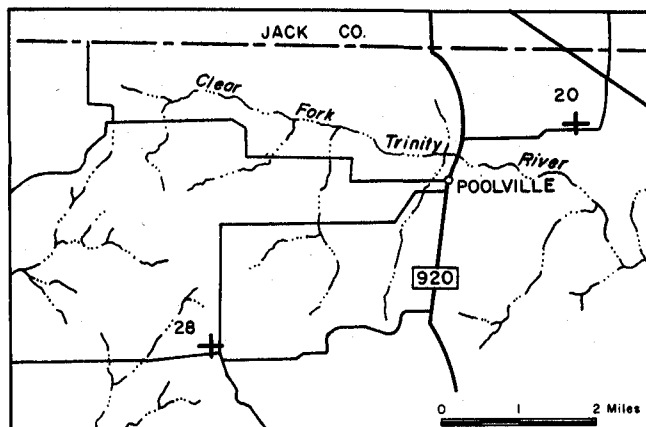 JACK CO.
Clear Fork Trinity River
20
POOLVILLE
920
28
0 1 2 Miles